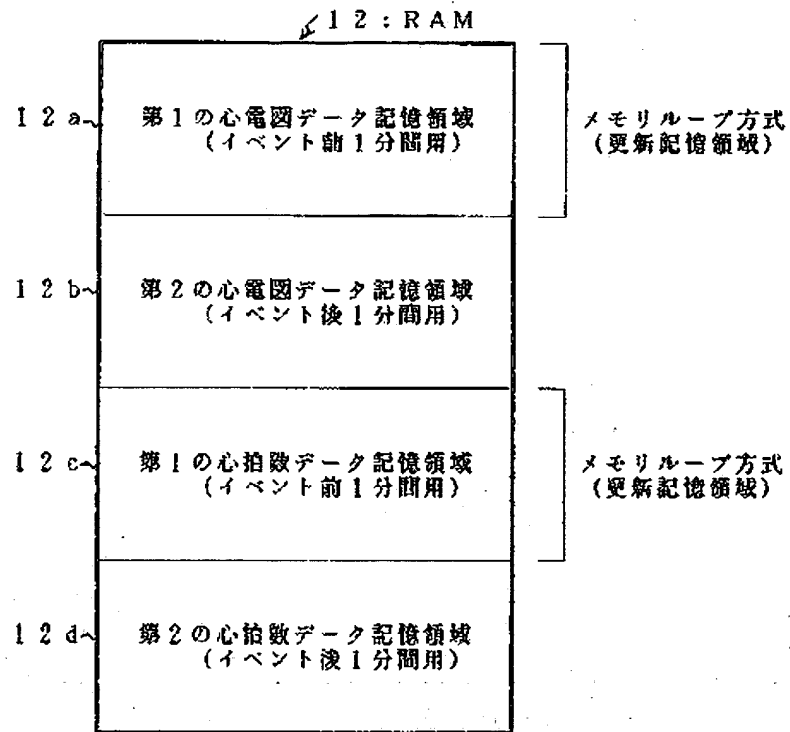 12:RAM
12a 第1の心電図データ記憶領域 メモリループ方式
(イベント前1分間用) (更新記憶領域)
12b 第2の心電図データ記憶領域
(イベント後1分間用)
12c 第1の心拍数データ記憶領域 メモリループ方式
(イベント前1分間用) (更新記憶領域)
12d 第2の心拍数データ記憶領域
(イベント後1分間用)